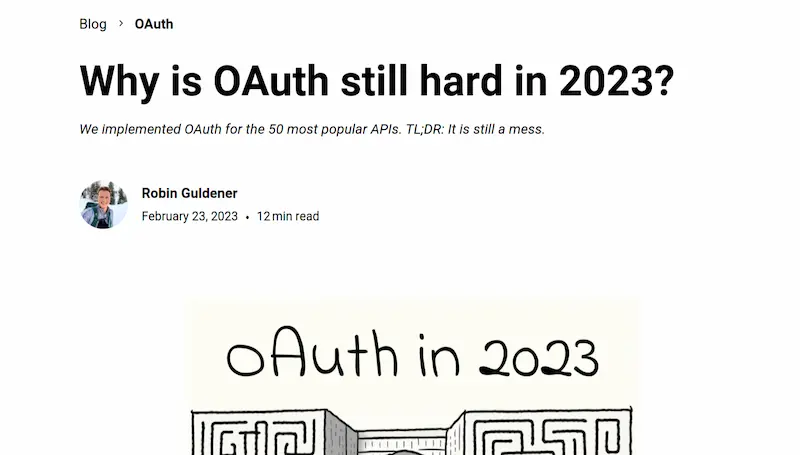 Blog > OAuth
Why is OAuth still hard in 2023?
We implemented OAuth for the 50 most popular APIs. TL;DR: It is still a mess.
Robin Guldener
February 23, 2023 • 12 min read
oAuth in 2023